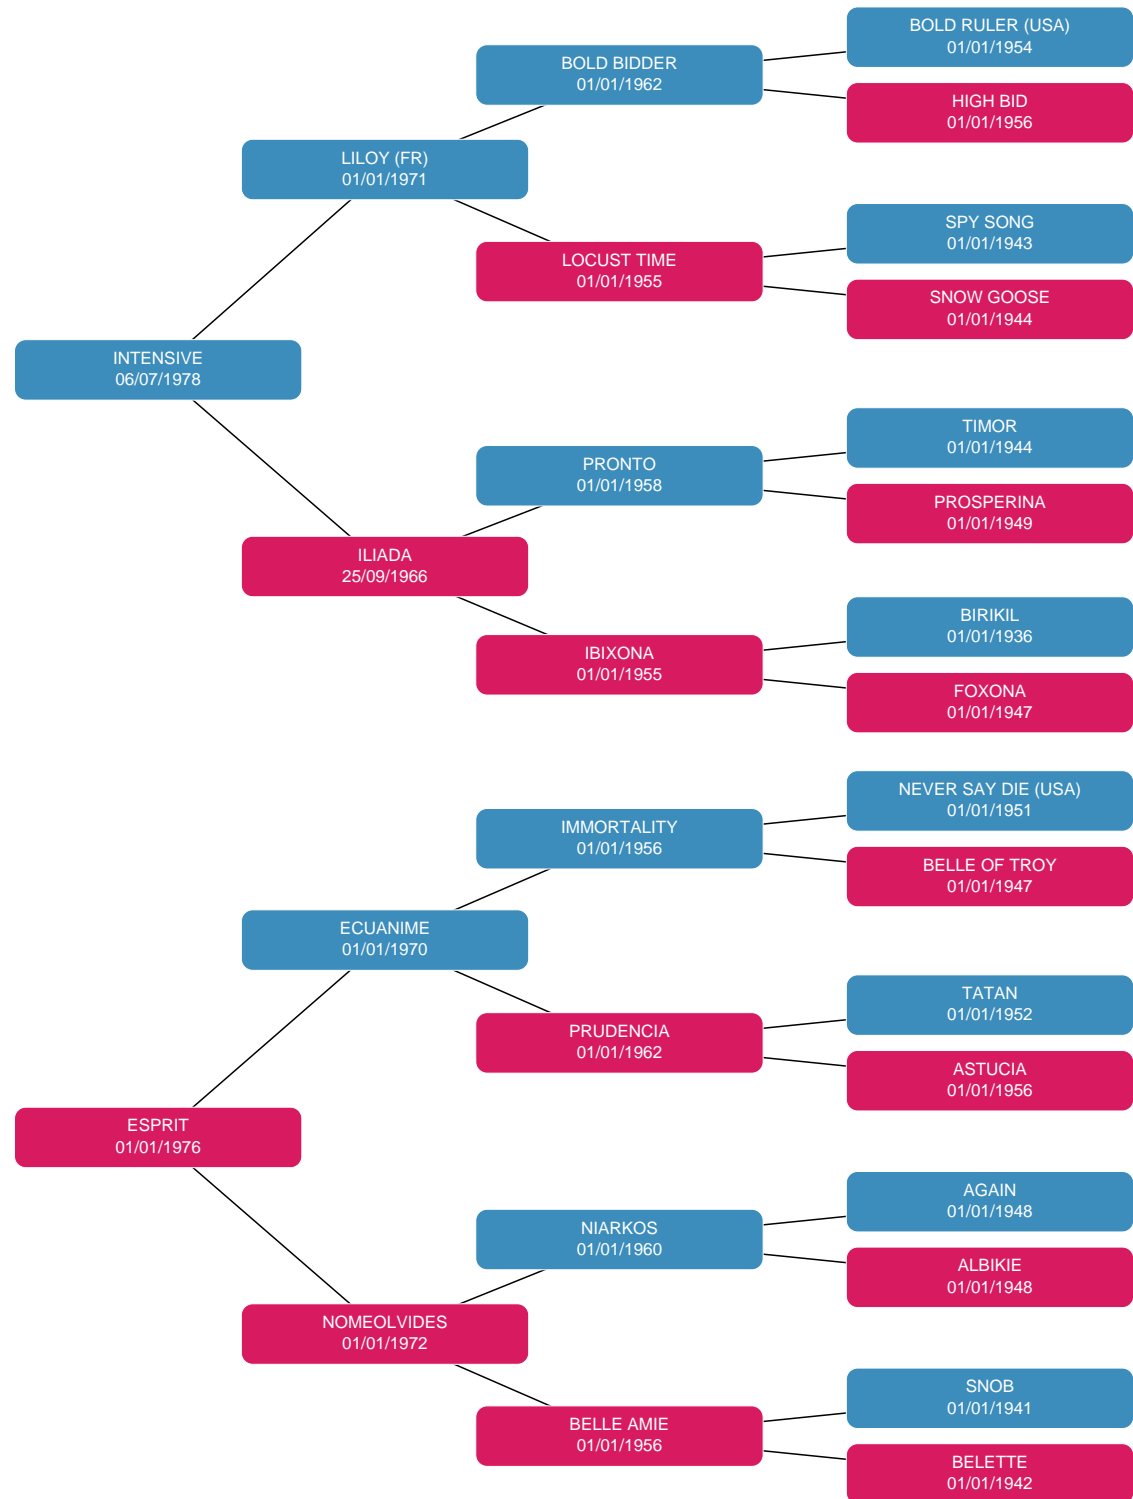 BOLD RULER (USA)
01/01/1954
BOLD BIDDER
01/01/1962
HIGH BID
01/01/1956
LILOY (FR)
01/01/1971
SPY SONG
01/01/1943
LOCUST TIME
01/01/1955
SNOW GOOSE
01/01/1944
INTENSIVE
06/07/1978
TIMOR
01/01/1944
PRONTO
01/01/1958
PROSPERINA
01/01/1949
ILIADA
25/09/1966
BIRIKIL
01/01/1936
IBIXONA
01/01/1955
FOXONA
01/01/1947
NEVER SAY DIE (USA)
01/01/1951
IMMORTALITY
01/01/1956
BELLE OF TROY
01/01/1947
ECUANIME
01/01/1970
TATAN
01/01/1952
PRUDENCIA
01/01/1962
ASTUCIA
01/01/1956
ESPRIT
01/01/1976
AGAIN
01/01/1948
NIARKOS
01/01/1960
ALBIKIE
01/01/1948
NOMEOLVIDES
01/01/1972
SNOB
01/01/1941
BELLE AMIE
01/01/1956
BELETTE
01/01/1942